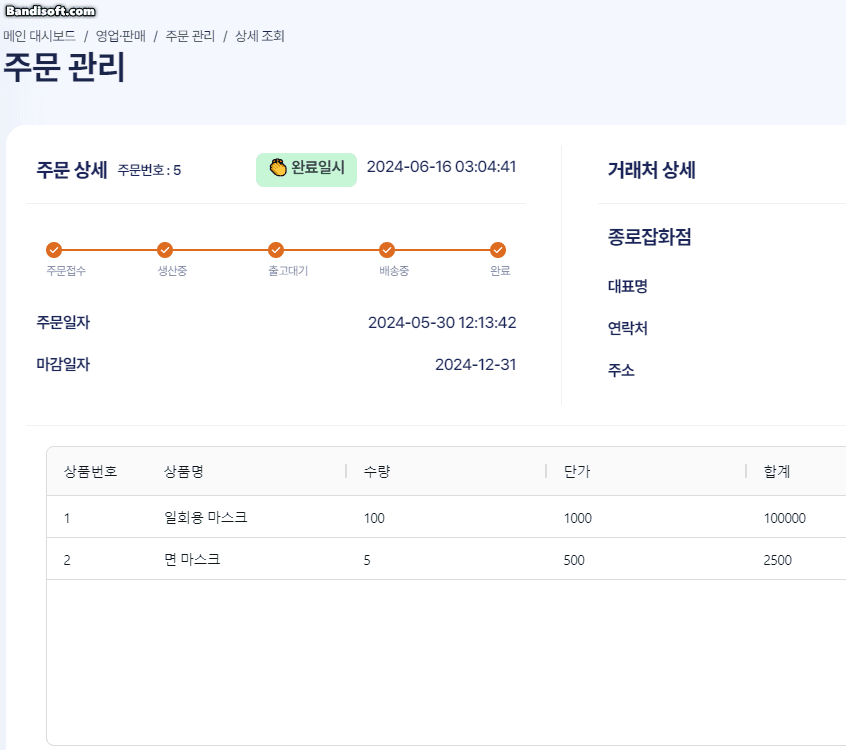 Bandisoft.com
메인 대시보드 / 영업·판매 / 주문 관리 / 상세 조회
주문 관리
주문 상세 주문번호 : 5 👏 완료일시 2024-06-16 03:04:41
주문접수 생산중 출고대기 배송중 완료
주문일자 2024-05-30 12:13:42
마감일자 2024-12-31
거래처 상세
종로잡화점
대표명
연락처
주소
상품번호 상품명 수량 단가 합계
1 일회용 마스크 100 1000 100000
2 면 마스크 5 500 2500